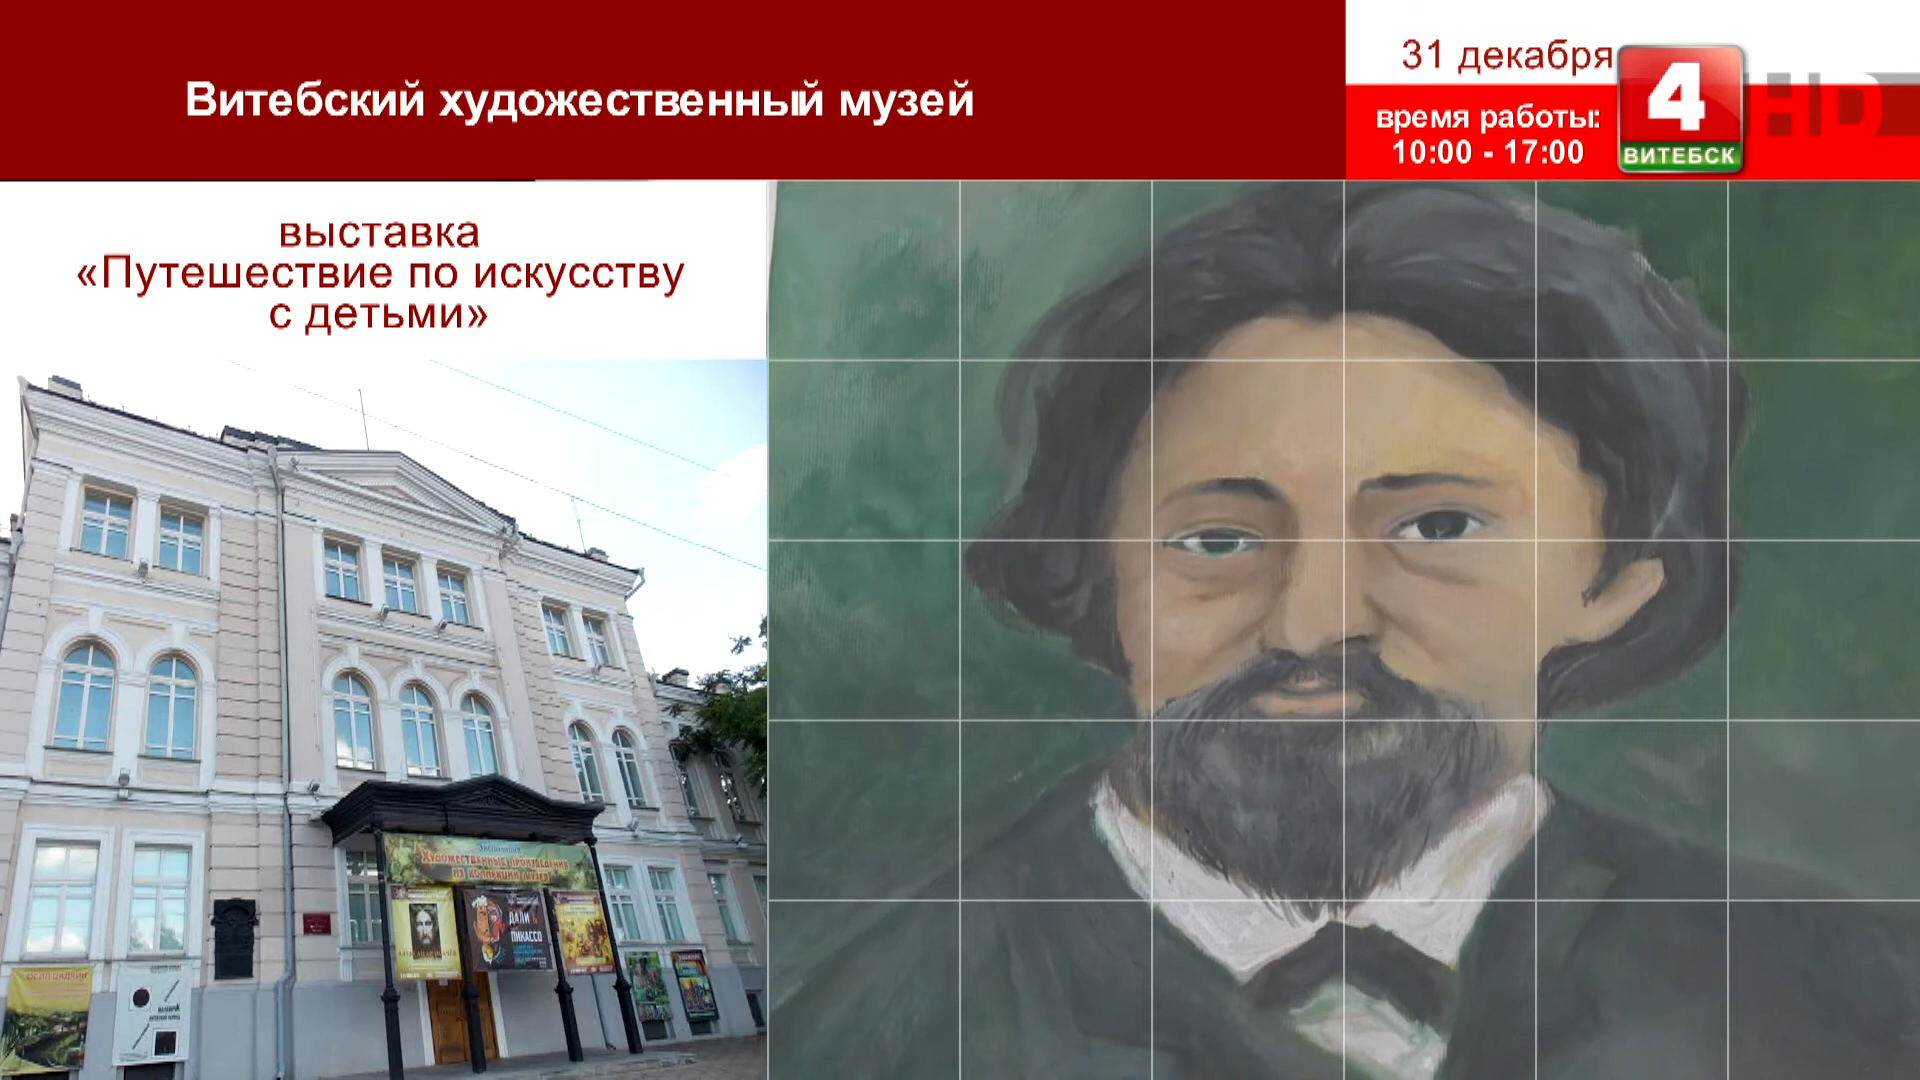 Витебский художественный музей
31 декабря
время работы:
10:00 - 17:00
4
ВИТЕБСК
HD
выставка
«Путешествие по искусству
с детьми»
Экспозиция
Художественные произведения
из коллекции музея
ДАЛИ &
ПИКАССО